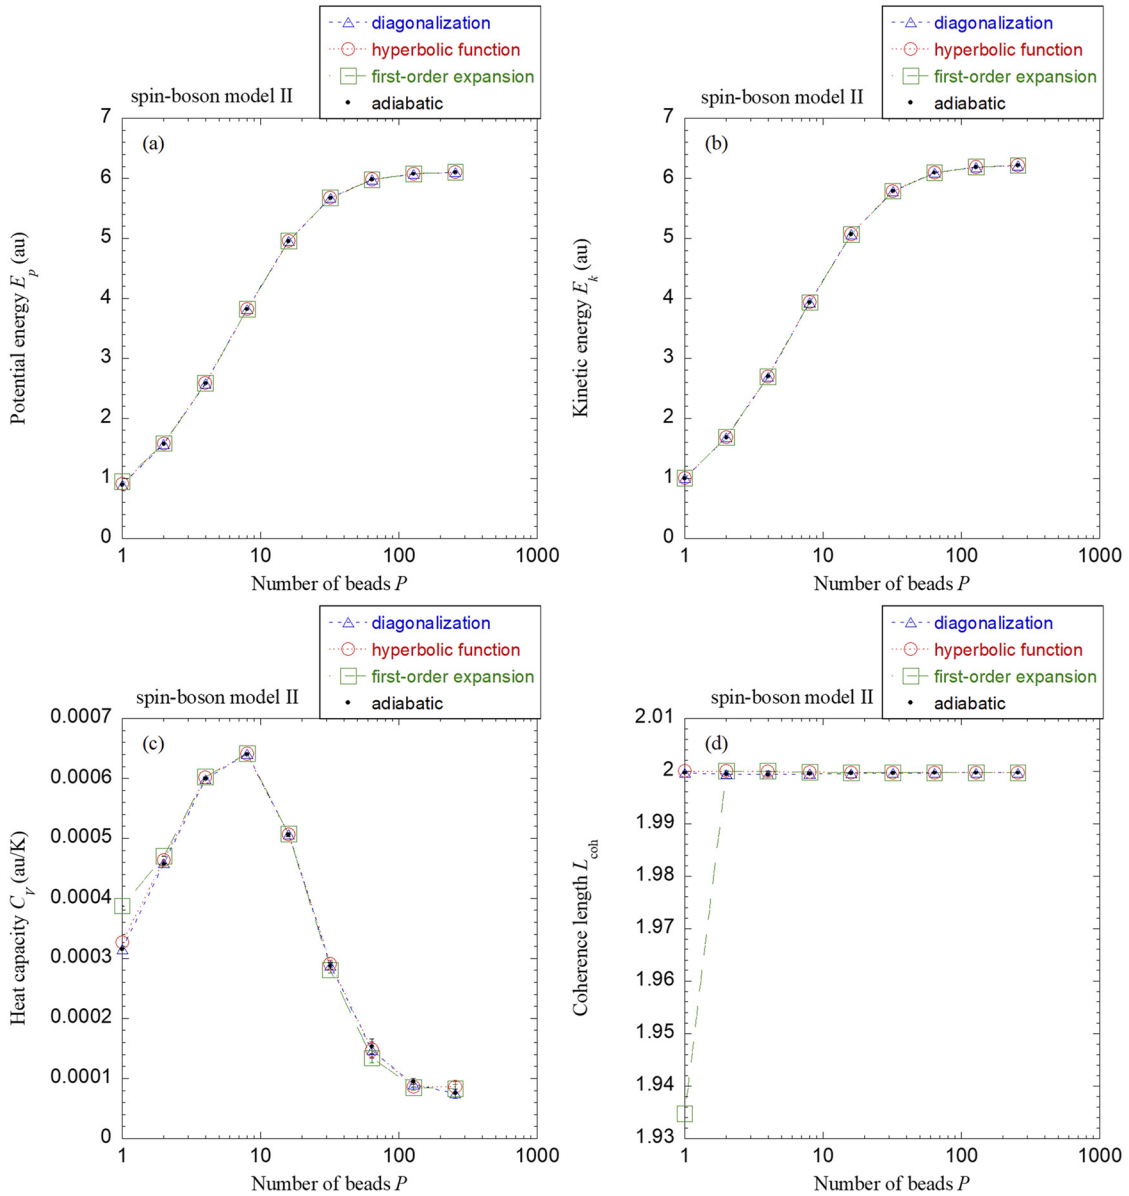 diagonalization
hyperbolic function
first-order expansion
adiabatic
spin-boson model II
(a)
7
6
5
4
3
2
1
0
Potential energy E_p (au)
1 10 100 1000
Number of beads P
diagonalization
hyperbolic function
first-order expansion
adiabatic
spin-boson model II
(b)
7
6
5
4
3
2
1
0
Kinetic energy E_k (au)
1 10 100 1000
Number of beads P
diagonalization
hyperbolic function
first-order expansion
adiabatic
spin-boson model II
(c)
0.0007
0.0006
0.0005
0.0004
0.0003
0.0002
0.0001
0
Heat capacity C_V (au/K)
1 10 100 1000
Number of beads P
diagonalization
hyperbolic function
first-order expansion
adiabatic
spin-boson model II
(d)
2.01
2
1.99
1.98
1.97
1.96
1.95
1.94
1.93
Coherence length L_coh
1 10 100 1000
Number of beads P